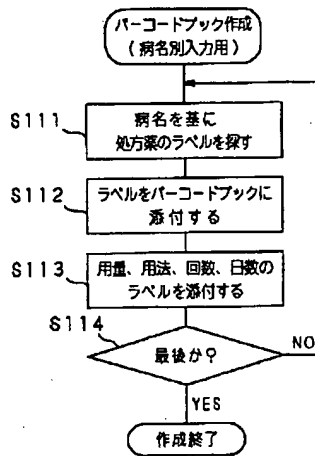 バーコードブック作成
(病名別入力用)
S111
病名を基に
処方薬のラベルを探す
S112
ラベルをバーコードブックに
添付する
S113
用量、用法、回数、日数の
ラベルを添付する
S114
最後か?
NO
YES
作成終了